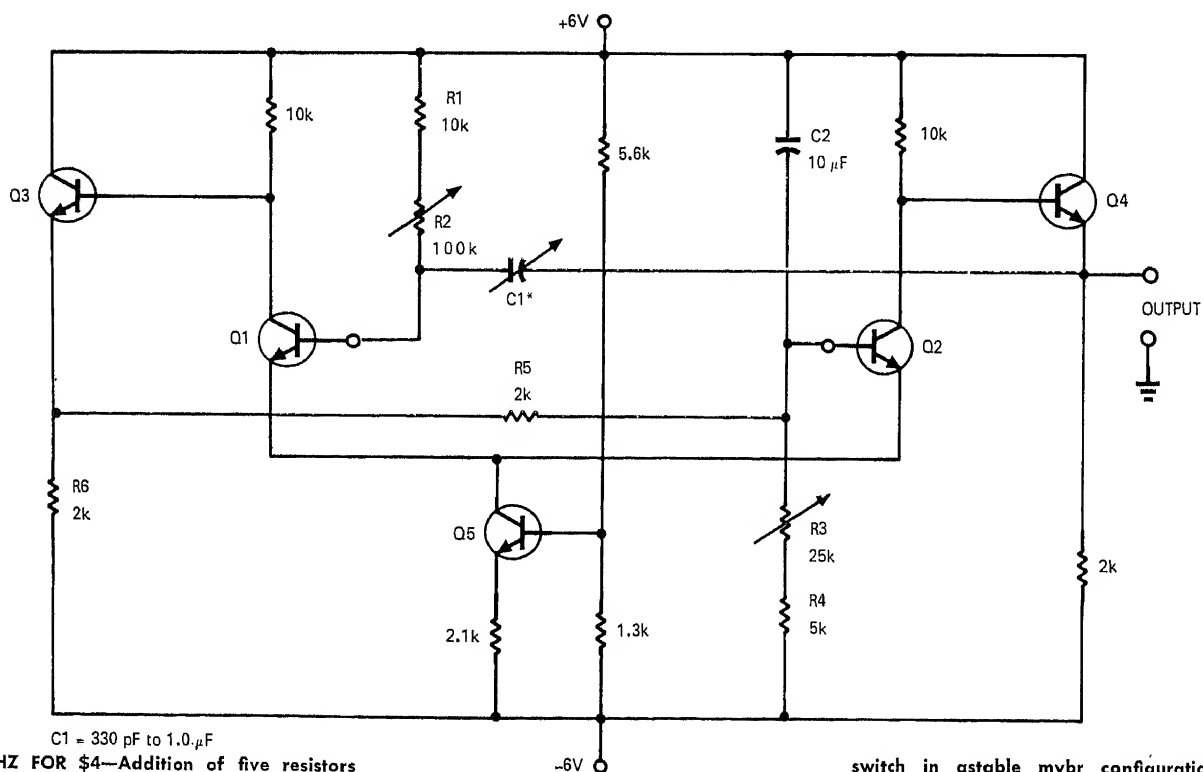 +6V
10k
R1
10k
5.6k
C2
10 µF
10k
Q3
R2
100k
Q4
C1*
OUTPUT
Q1
Q2
R5
2k
R6
2k
Q5
R3
25k
2k
R4
5k
2.1k
1.3k
C1 = 330 pF to 1.0.µF
–6V
HZ FOR $4—Addition of five resistors
switch in astable mvbr configuratio